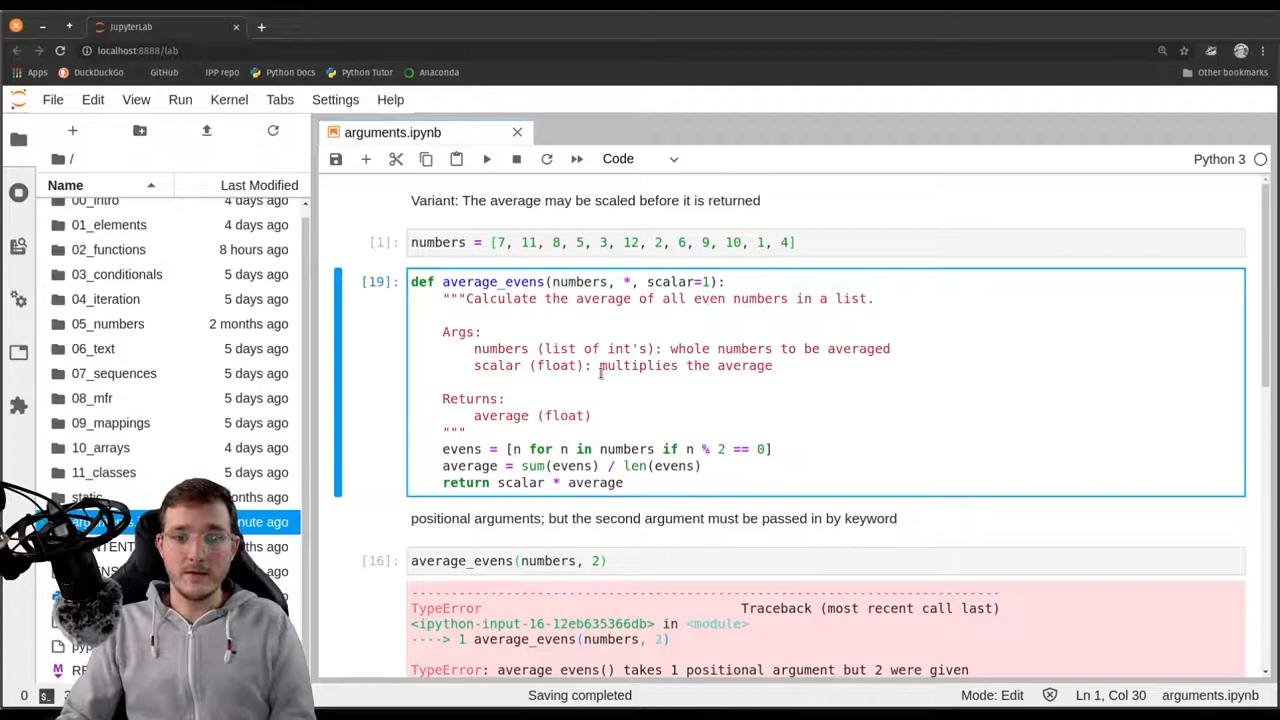 JupyterLab
localhost:8888/lab
Apps DuckDuckGo GitHub IPP repo Python Docs Python Tutor Anaconda Other bookmarks
File Edit View Run Kernel Tabs Settings Help
arguments.ipynb
/
Code
Python 3
Name Last Modified
00_intro 4 days ago
01_elements 4 days ago
02_functions 8 hours ago
03_conditionals 5 days ago
04_iteration 5 days ago
05_numbers 2 months ago
06_text 5 days ago
07_sequences 5 days ago
08_mfr 5 days ago
09_mappings 5 days ago
10_arrays 4 days ago
11_classes 5 days ago
static
Variant: The average may be scaled before it is returned
[1]: numbers = [7, 11, 8, 5, 3, 12, 2, 6, 9, 10, 1, 4]
[19]: def average_evens(numbers, *, scalar=1):
"""Calculate the average of all even numbers in a list.
Args:
numbers (list of int's): whole numbers to be averaged
scalar (float): multiplies the average
Returns:
average (float)
"""
evens = [n for n in numbers if n % 2 == 0]
average = sum(evens) / len(evens)
return scalar * average
positional arguments; but the second argument must be passed in by keyword
[16]: average_evens(numbers, 2)
---------------------------------------------------------------------------
TypeError Traceback (most recent call last)
<ipython-input-16-12eb635366db> in <module>
----> 1 average_evens(numbers, 2)
TypeError: average_evens() takes 1 positional argument but 2 were given
0 $_ Saving completed Mode: Edit Ln 1, Col 30 arguments.ipynb